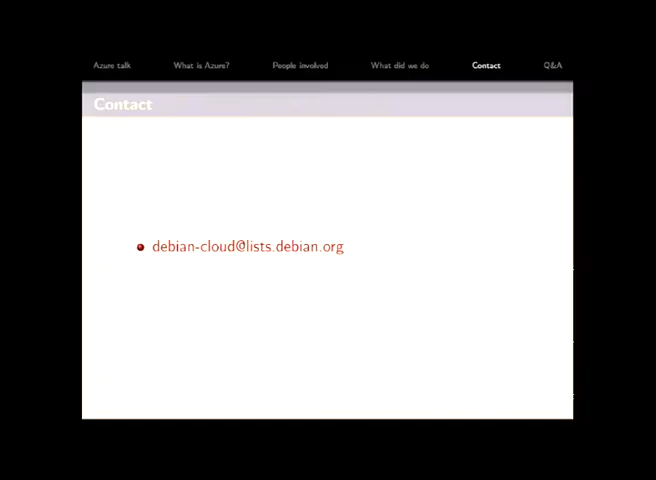 Azure talk What is Azure? People involved What did we do Contact Q&A
Contact
debian-cloud@lists.debian.org